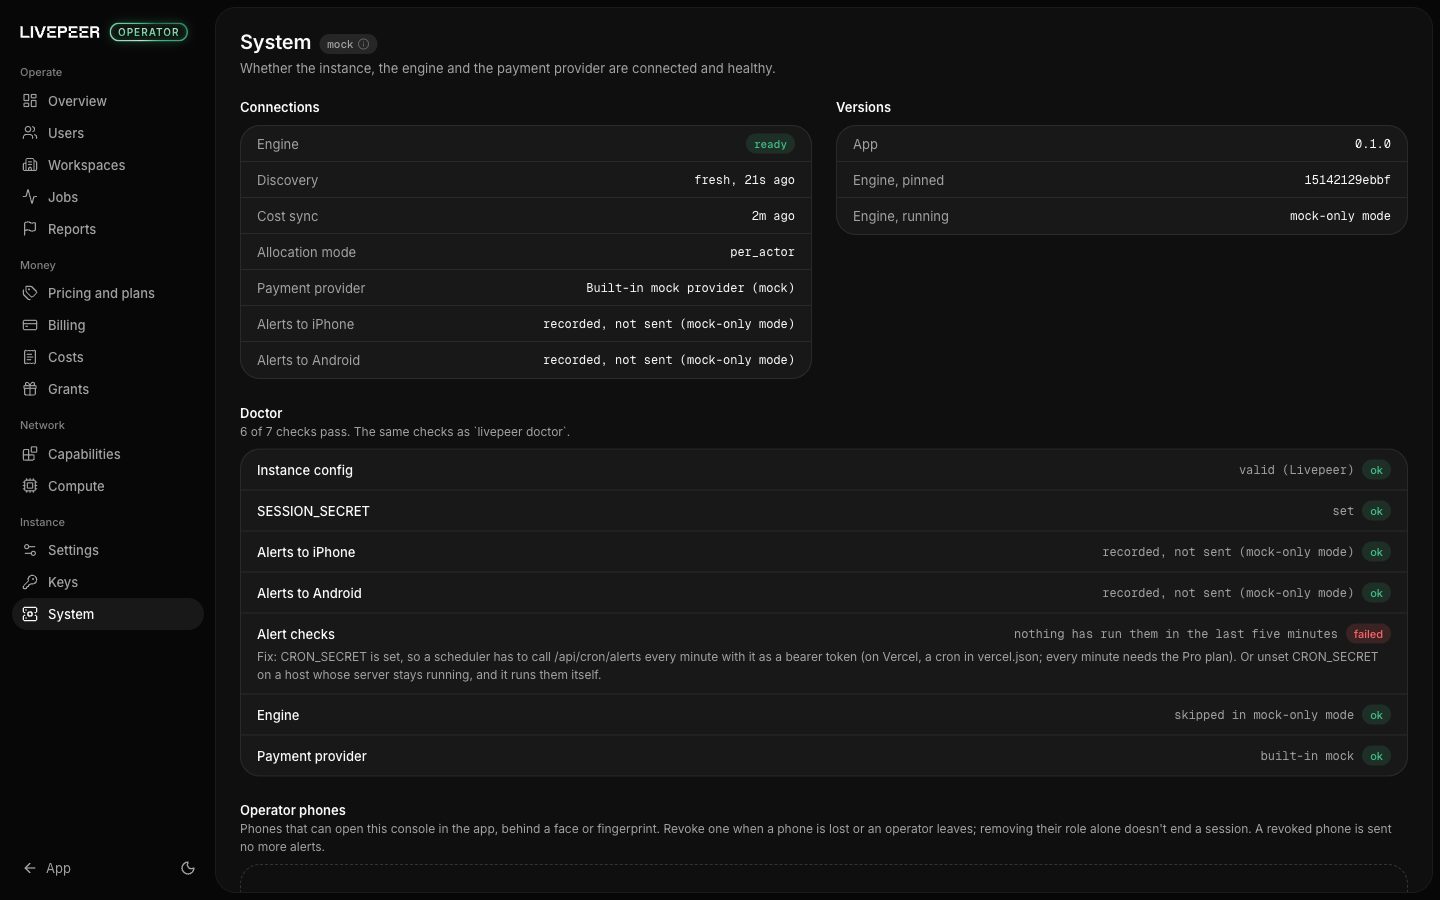 LIVEPEER OPERATOR
Operate
Overview
Users
Workspaces
Jobs
Reports
Money
Pricing and plans
Billing
Costs
Grants
Network
Capabilities
Compute
Instance
Settings
Keys
System
App
System mock
Whether the instance, the engine and the payment provider are connected and healthy.
Connections
Engine ready
Discovery fresh, 21s ago
Cost sync 2m ago
Allocation mode per_actor
Payment provider Built-in mock provider (mock)
Alerts to iPhone recorded, not sent (mock-only mode)
Alerts to Android recorded, not sent (mock-only mode)
Versions
App 0.1.0
Engine, pinned 15142129ebbf
Engine, running mock-only mode
Doctor
6 of 7 checks pass. The same checks as `livepeer doctor`.
Instance config valid (Livepeer) ok
SESSION_SECRET set ok
Alerts to iPhone recorded, not sent (mock-only mode) ok
Alerts to Android recorded, not sent (mock-only mode) ok
Alert checks nothing has run them in the last five minutes failed
Fix: CRON_SECRET is set, so a scheduler has to call /api/cron/alerts every minute with it as a bearer token (on Vercel, a cron in vercel.json; every minute needs the Pro plan). Or unset CRON_SECRET
on a host whose server stays running, and it runs them itself.
Engine skipped in mock-only mode ok
Payment provider built-in mock ok
Operator phones
Phones that can open this console in the app, behind a face or fingerprint. Revoke one when a phone is lost or an operator leaves; removing their role alone doesn't end a session. A revoked phone is sent
no more alerts.